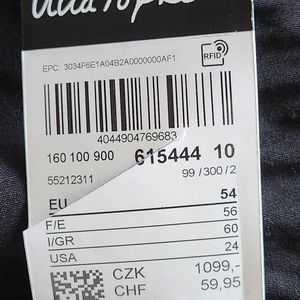 RFID
EPC 3034F6E1A04B2A0000000AF1
4044904769683
160 100 900 615444 10
55212311 99/300/2
EU 54
F/E 56
I/GR 60
USA 24
CZK 1099,-
CHF 59,95